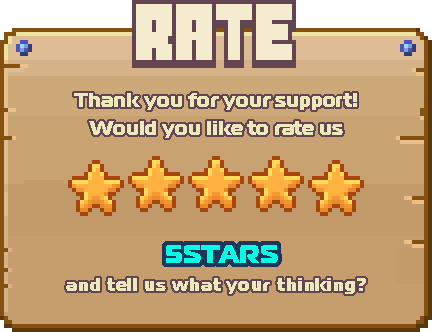 RATE
Thank you for your support!
Would you like to rate us
5STARS
and tell us what your thinking?